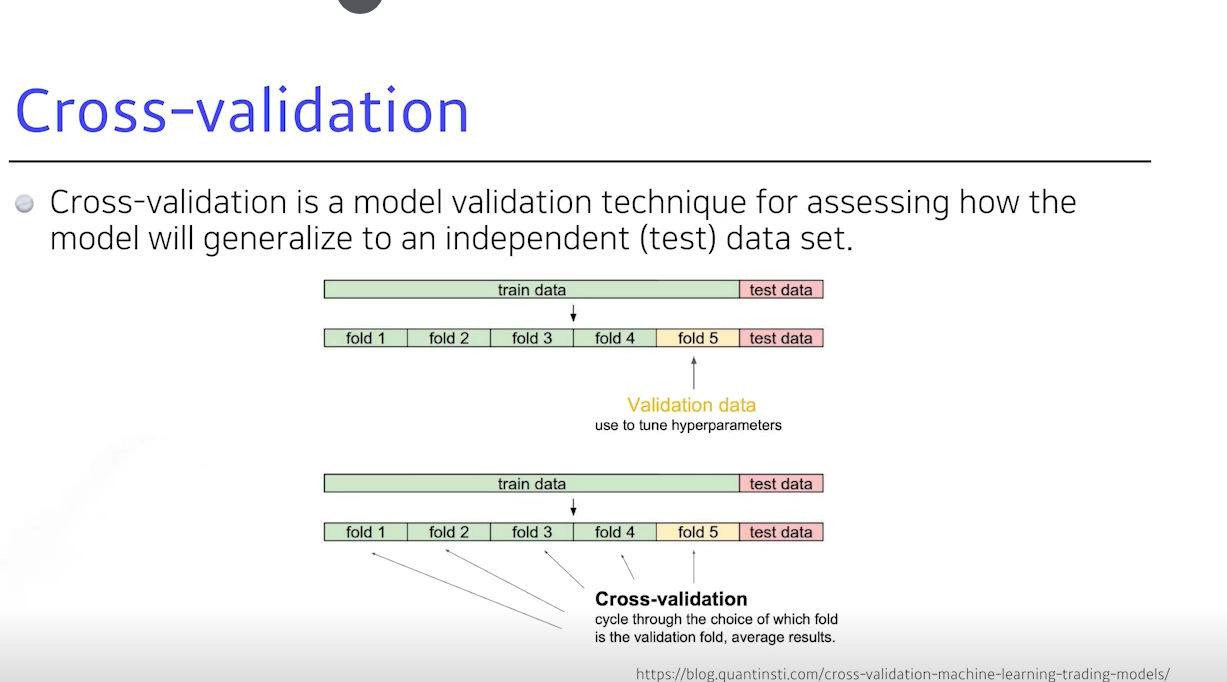 Cross-validation
Cross-validation is a model validation technique for assessing how the
model will generalize to an independent (test) data set.
train data test data
fold 1 fold 2 fold 3 fold 4 fold 5 test data
Validation data
use to tune hyperparameters
train data test data
fold 1 fold 2 fold 3 fold 4 fold 5 test data
Cross-validation
cycle through the choice of which fold
is the validation fold, average results.
https://blog.quantinsti.com/cross-validation-machine-learning-trading-models/